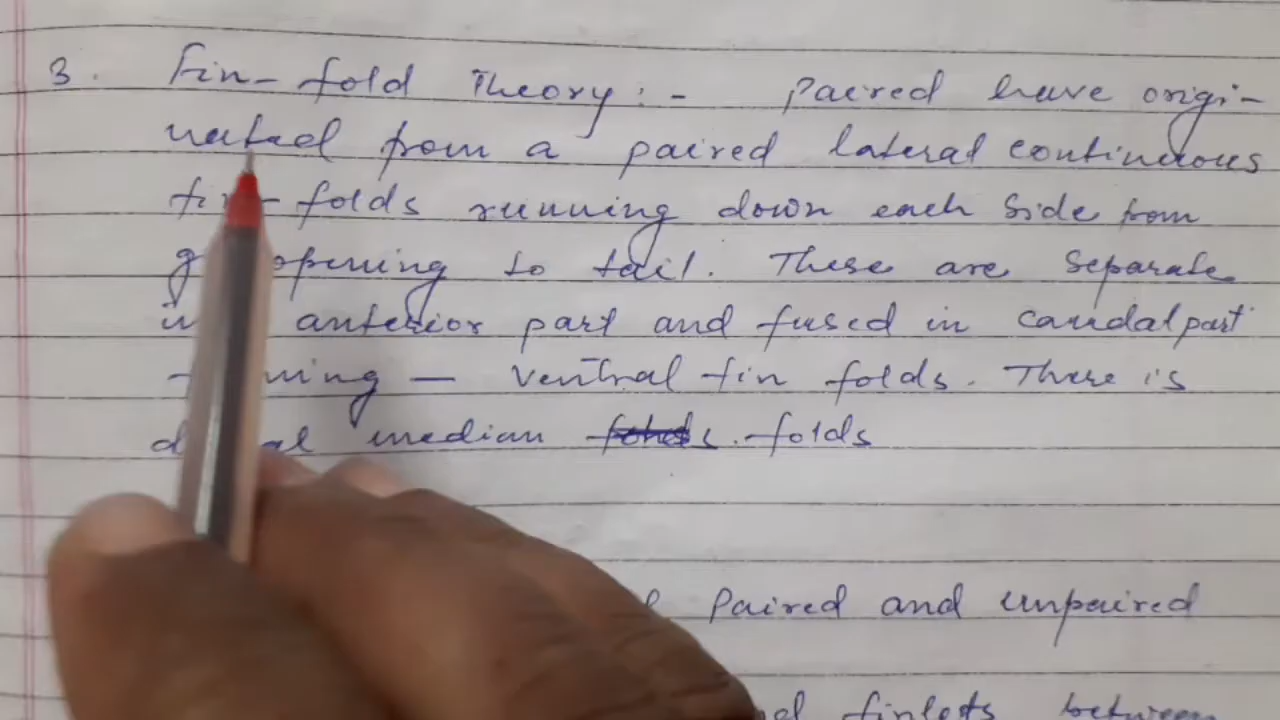 3. Fin-fold Theory:- Paired have origi-
nated from a paired lateral continuous
fin-folds running down each side from
opening to tail. These are separate
in anterior part and fused in caudal part
- ventral fin folds. There is
median folds
Paired and unpaired
finlets between